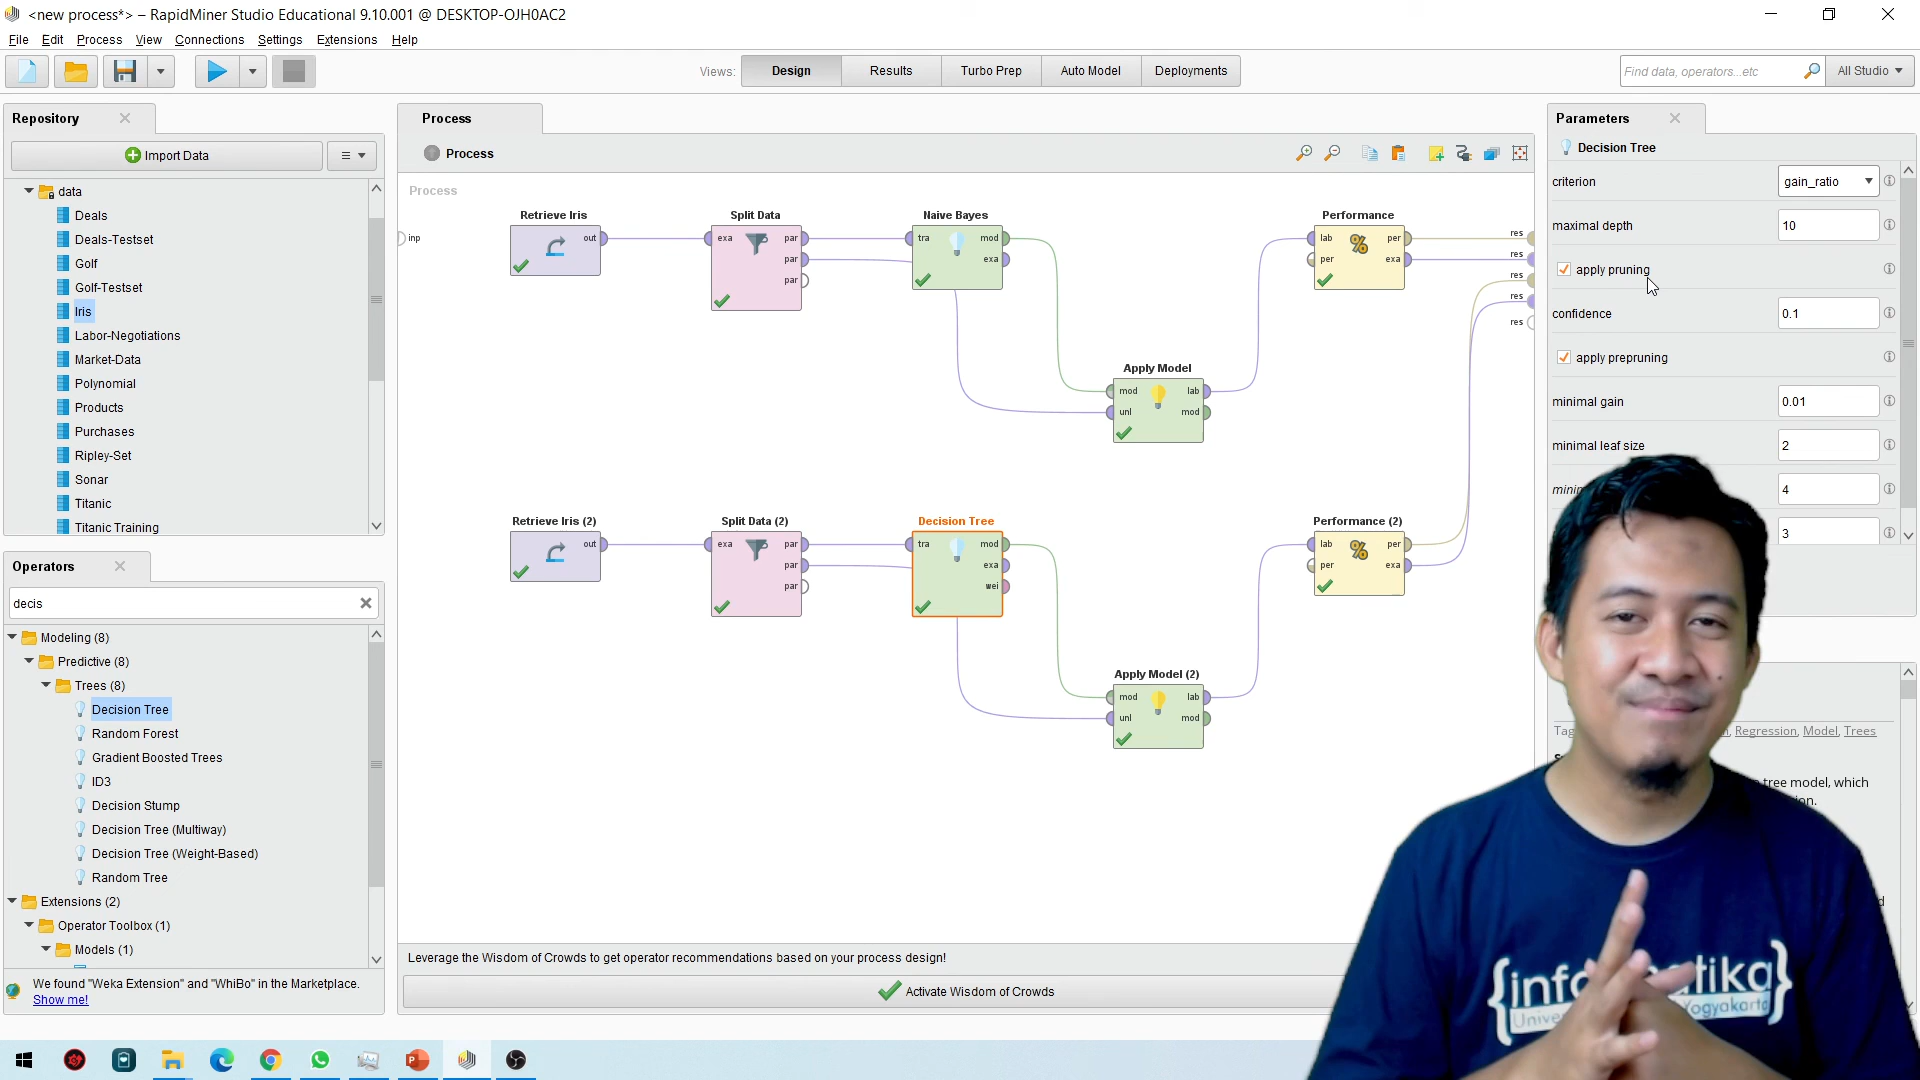 <new process*> – RapidMiner Studio Educational 9.10.001 @ DESKTOP-OJH0AC2
File Edit Process View Connections Settings Extensions Help
Views: Design Results Turbo Prep Auto Model Deployments
Find data, operators...etc
All Studio
Repository
Import Data
data
Deals
Deals-Testset
Golf
Golf-Testset
Iris
Labor-Negotiations
Market-Data
Polynomial
Products
Purchases
Ripley-Set
Sonar
Titanic
Titanic Training
Operators
decis
Modeling (8)
Predictive (8)
Trees (8)
Decision Tree
Random Forest
Gradient Boosted Trees
ID3
Decision Stump
Decision Tree (Multiway)
Decision Tree (Weight-Based)
Random Tree
Extensions (2)
Operator Toolbox (1)
Models (1)
We found "Weka Extension" and "WhiBo" in the Marketplace.
Show me!
Process
Process
Process
inp
Retrieve Iris
out
Split Data
exa par
par
par
Naive Bayes
tra mod
exa
Apply Model
mod lab
unl mod
Performance
% lab per
per exa
res
res
res
res
res
Retrieve Iris (2)
out
Split Data (2)
exa par
par
par
Decision Tree
tra mod
exa
wei
Apply Model (2)
mod lab
unl mod
Performance (2)
% lab per
per exa
Leverage the Wisdom of Crowds to get operator recommendations based on your process design!
Activate Wisdom of Crowds
Parameters
Decision Tree
criterion gain_ratio
maximal depth 10
apply pruning
confidence 0.1
apply prepruning
minimal gain 0.01
minimal leaf size 2
4
3
Regression, Model, Trees
tree model, which
Yogyakarta